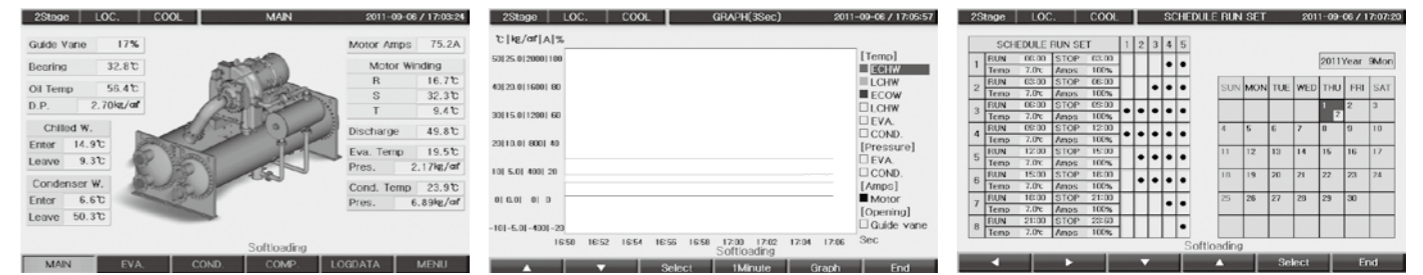 2Stage LOC. COOL MAIN 2011-09-06 / 17:03:24
Guide Vane 17%
Bearing 32.8℃
Oil Temp 56.4℃
D.P. 2.70kg/㎠
Chilled W.
Enter 14.9℃
Leave 9.3℃
Condenser W.
Enter 6.6℃
Leave 50.3℃
Motor Amps 75.2A
Motor Winding
R 16.7℃
S 32.3℃
T 9.4℃
Discharge 49.8℃
Eva. Temp 19.5℃
Pres. 2.17kg/㎠
Cond. Temp 23.9℃
Pres. 6.89kg/㎠
Softloading
MAIN EVA. COND. COMP. LOGDATA MENU
2Stage LOC. COOL GRAPH(3Sec) 2011-09-06 / 17:05:57
℃|kg/㎠|A|%
50|25.0|2000|100
40|20.0|1600| 80
30|15.0|1200| 60
20|10.0| 800| 40
10| 5.0| 400| 20
0| 0.0| 0| 0
-10|-5.0|-400|-20
16:50 16:52 16:54 16:56 16:58 17:00 17:02 17:04 17:06 Sec
[Temp]
ECHW
LCHW
ECOW
LCHW
EVA.
COND.
[Pressure]
EVA.
COND.
[Amps]
Motor
[Opening]
Guide vane
Softloading
▲ ▼ Select 1Minute Graph End
2Stage LOC. COOL SCHEDULE RUN SET 2011-09-06 / 17:07:20
SCHEDULE RUN SET 1 2 3 4 5
1 RUN 00:00 STOP 03:00
Temp 7.0℃ Amps 100%
2 RUN 03:00 STOP 06:00
Temp 7.0℃ Amps 100%
3 RUN 06:00 STOP 09:00
Temp 7.0℃ Amps 100%
4 RUN 09:00 STOP 12:00
Temp 7.0℃ Amps 100%
5 RUN 12:00 STOP 15:00
Temp 7.0℃ Amps 100%
6 RUN 15:00 STOP 18:00
Temp 7.0℃ Amps 100%
7 RUN 18:00 STOP 21:00
Temp 7.0℃ Amps 100%
8 RUN 21:00 STOP
Temp 7.0℃ Amps 100%
2011Year 9Mon
SUN MON TUE WED THU FRI SAT
1 2 3
2
4 5 6 7 8 9 10
11 12 13 14 15 16 17
18 19 20 21 22 23 24
25 26 27 28 29 30
Softloading
◀ ▶ ▼ ▲ Select End